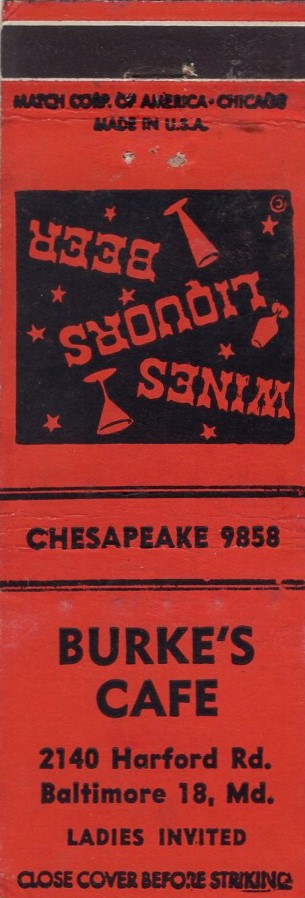 MATCH CORP. OF AMERICA · CHICAGO
MADE IN U.S.A.
WINES
LIQUORS
BEER
©
CHESAPEAKE 9858
BURKE'S
CAFE
2140 Harford Rd.
Baltimore 18, Md.
LADIES INVITED
CLOSE COVER BEFORE STRIKING